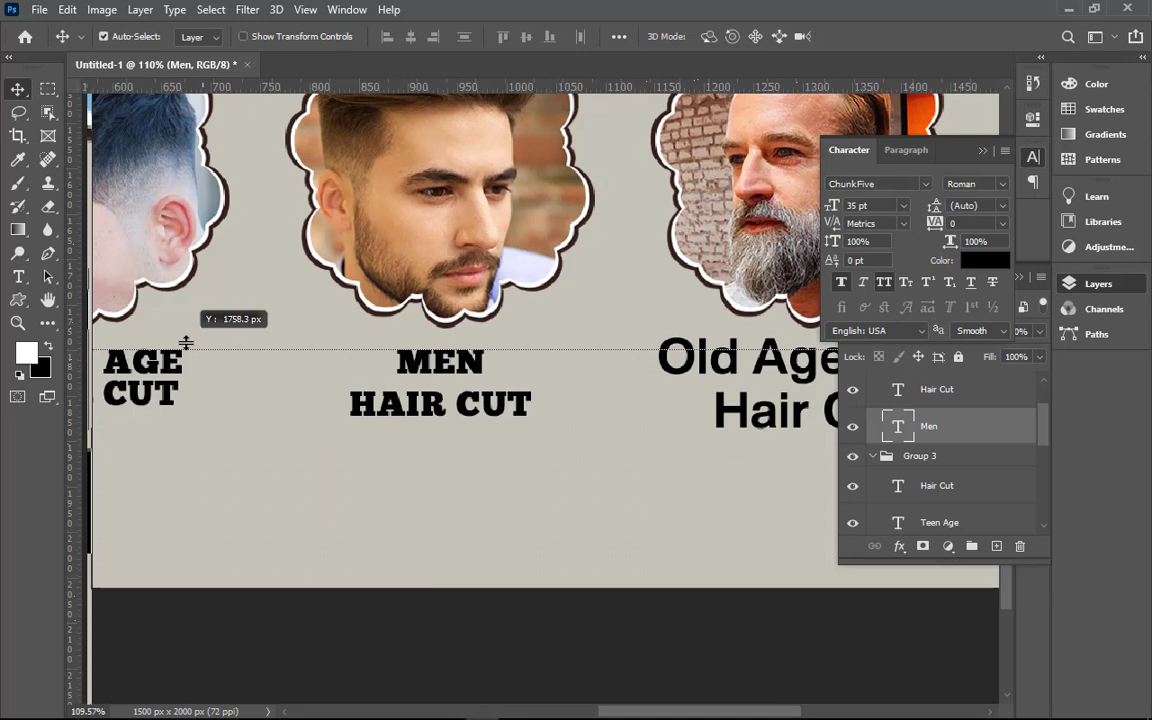 Ps File Edit Image Layer Type Select Filter 3D View Window Help
Auto-Select: Layer Show Transform Controls 3D Mode:
Untitled-1 @ 110% (Men, RGB/8) *
600 650 700 750 800 850 900 950 1000 1050 1100 1150 1200 1250 1300 1350 1400 1450
Character Paragraph
ChunkFive Roman
35 pt (Auto)
Metrics 0
100% 100%
0 pt Color:
English: USA Smooth
Color
Swatches
Gradients
Patterns
Learn
Libraries
Adjustme...
Layers
Channels
Paths
Y : 1758.3 px
AGE
CUT
MEN
HAIR CUT
Old Age
Hair C
0%
Lock: Fill: 100%
Hair Cut
Men
Group 3
Hair Cut
Teen Age
109.57% 1500 px x 2000 px (72 ppi)